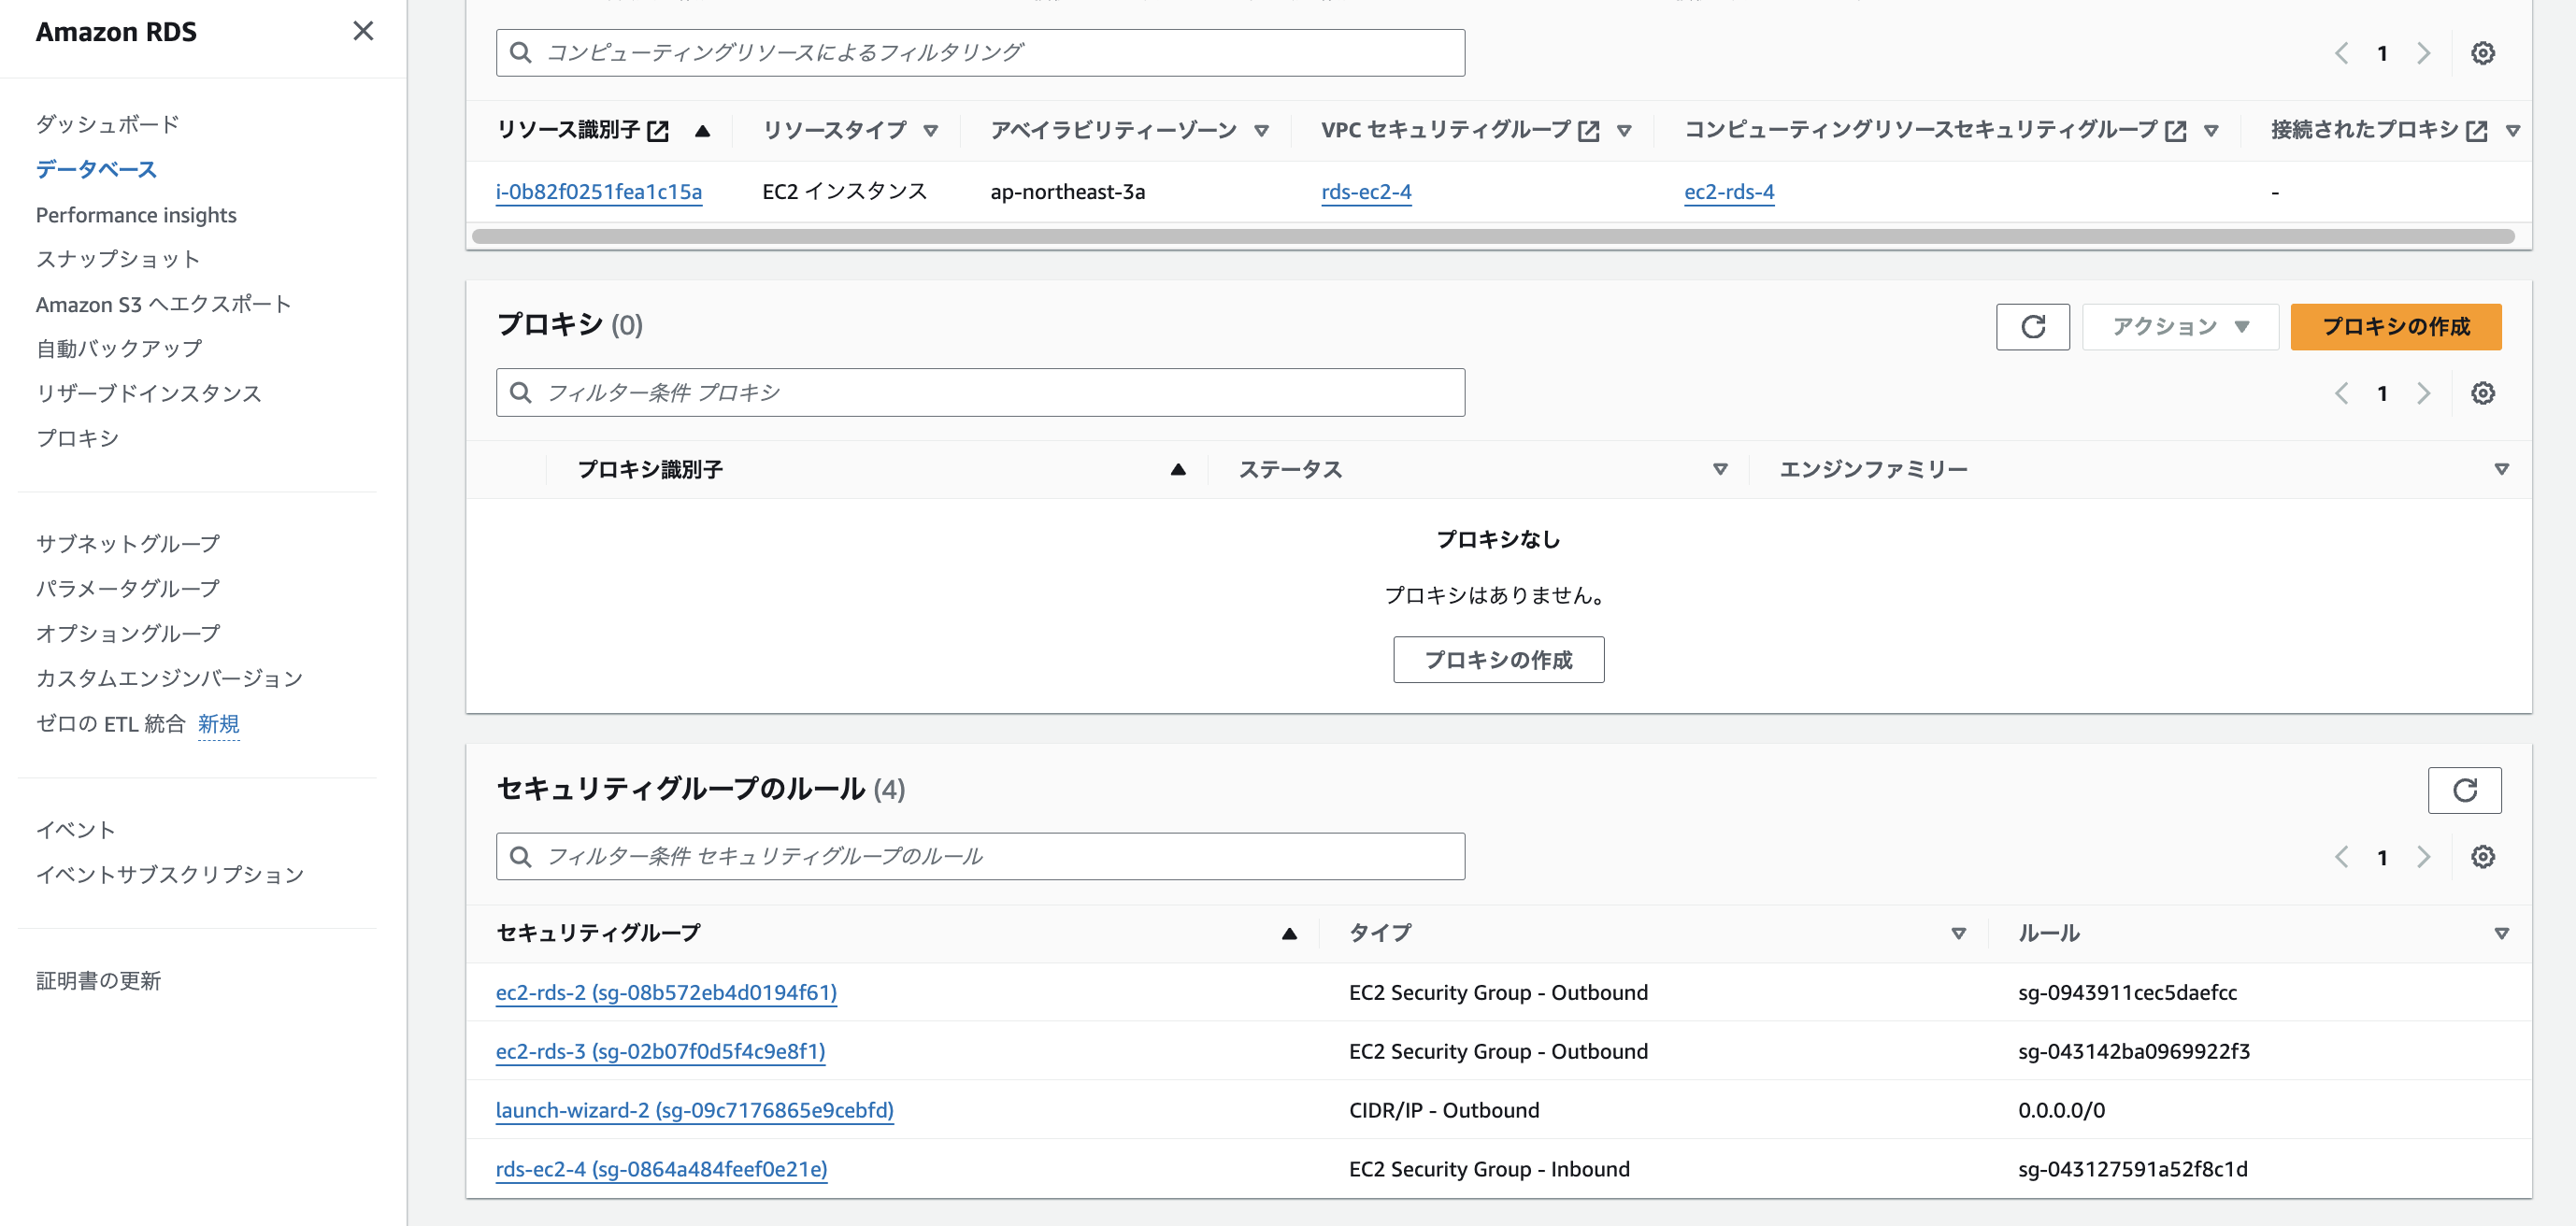 Amazon RDS
ダッシュボード
データベース
Performance insights
スナップショット
Amazon S3 へエクスポート
自動バックアップ
リザーブドインスタンス
プロキシ
サブネットグループ
パラメータグループ
オプショングループ
カスタムエンジンバージョン
ゼロの ETL 統合 新規
イベント
イベントサブスクリプション
証明書の更新
コンピューティングリソースによるフィルタリング
1
リソース識別子 リソースタイプ アベイラビリティーゾーン VPC セキュリティグループ コンピューティングリソースセキュリティグループ 接続されたプロキシ
i-0b82f0251fea1c15a EC2 インスタンス ap-northeast-3a rds-ec2-4 ec2-rds-4 -
プロキシ (0)
アクション プロキシの作成
フィルター条件 プロキシ
1
プロキシ識別子 ステータス エンジンファミリー
プロキシなし
プロキシはありません。
プロキシの作成
セキュリティグループのルール (4)
フィルター条件 セキュリティグループのルール
1
セキュリティグループ タイプ ルール
ec2-rds-2 (sg-08b572eb4d0194f61) EC2 Security Group - Outbound sg-0943911cec5daefcc
ec2-rds-3 (sg-02b07f0d5f4c9e8f1) EC2 Security Group - Outbound sg-043142ba0969922f3
launch-wizard-2 (sg-09c7176865e9cebfd) CIDR/IP - Outbound 0.0.0.0/0
rds-ec2-4 (sg-0864a484feef0e21e) EC2 Security Group - Inbound sg-043127591a52f8c1d